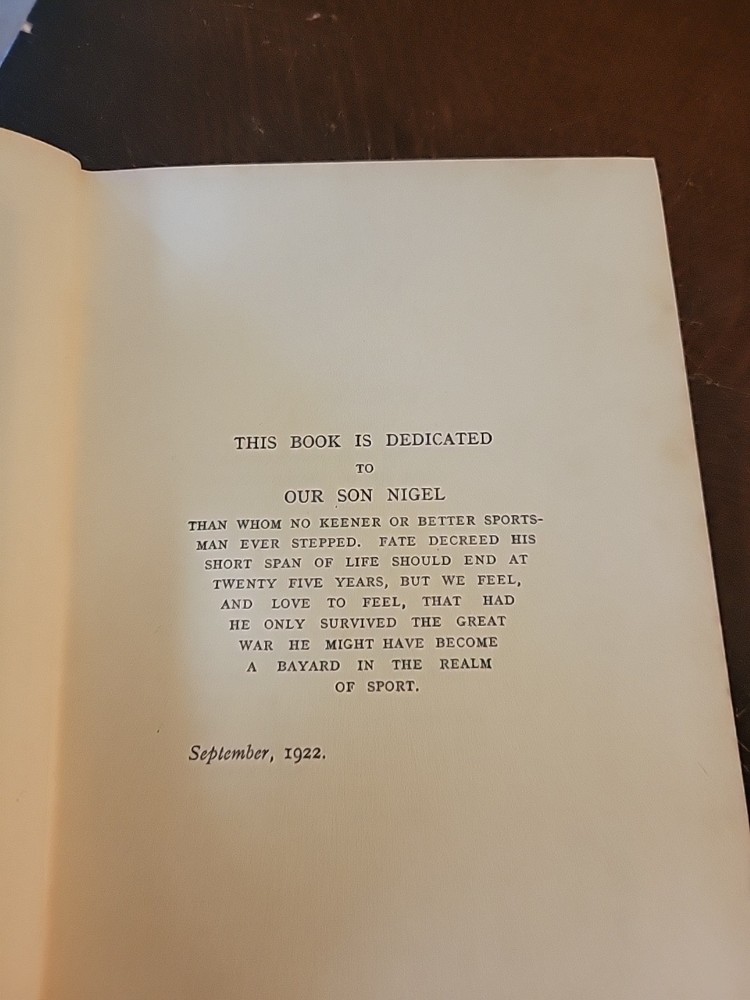 THIS BOOK IS DEDICATED
TO
OUR SON NIGEL
THAN WHOM NO KEENER OR BETTER SPORTS-
MAN EVER STEPPED. FATE DECREED HIS
SHORT SPAN OF LIFE SHOULD END AT
TWENTY FIVE YEARS, BUT WE FEEL,
AND LOVE TO FEEL, THAT HAD
HE ONLY SURVIVED THE GREAT
WAR HE MIGHT HAVE BECOME
A BAYARD IN THE REALM
OF SPORT.
September, 1922.